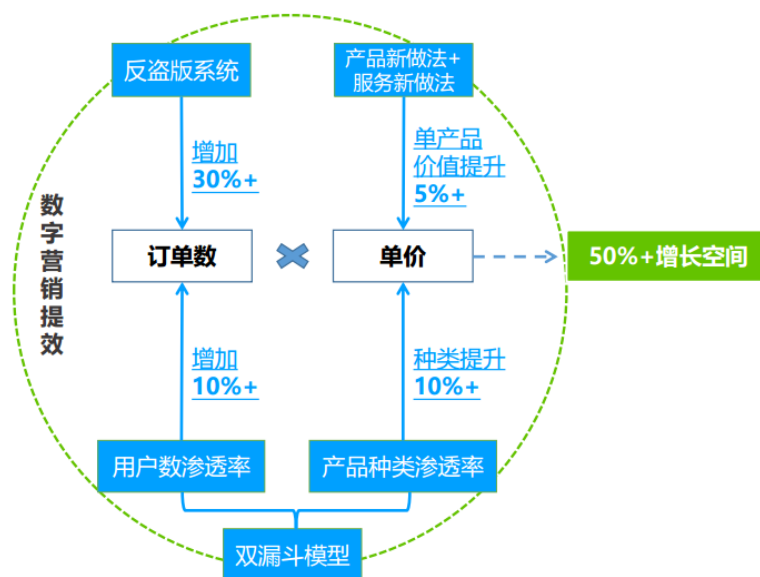 反盗版系统
产品新做法+
服务新做法
增加
30%+
单产品
价值提升
5%+
数字营销提效
订单数
单价
50%+增长空间
增加
10%+
种类提升
10%+
用户数渗透率
产品种类渗透率
双漏斗模型